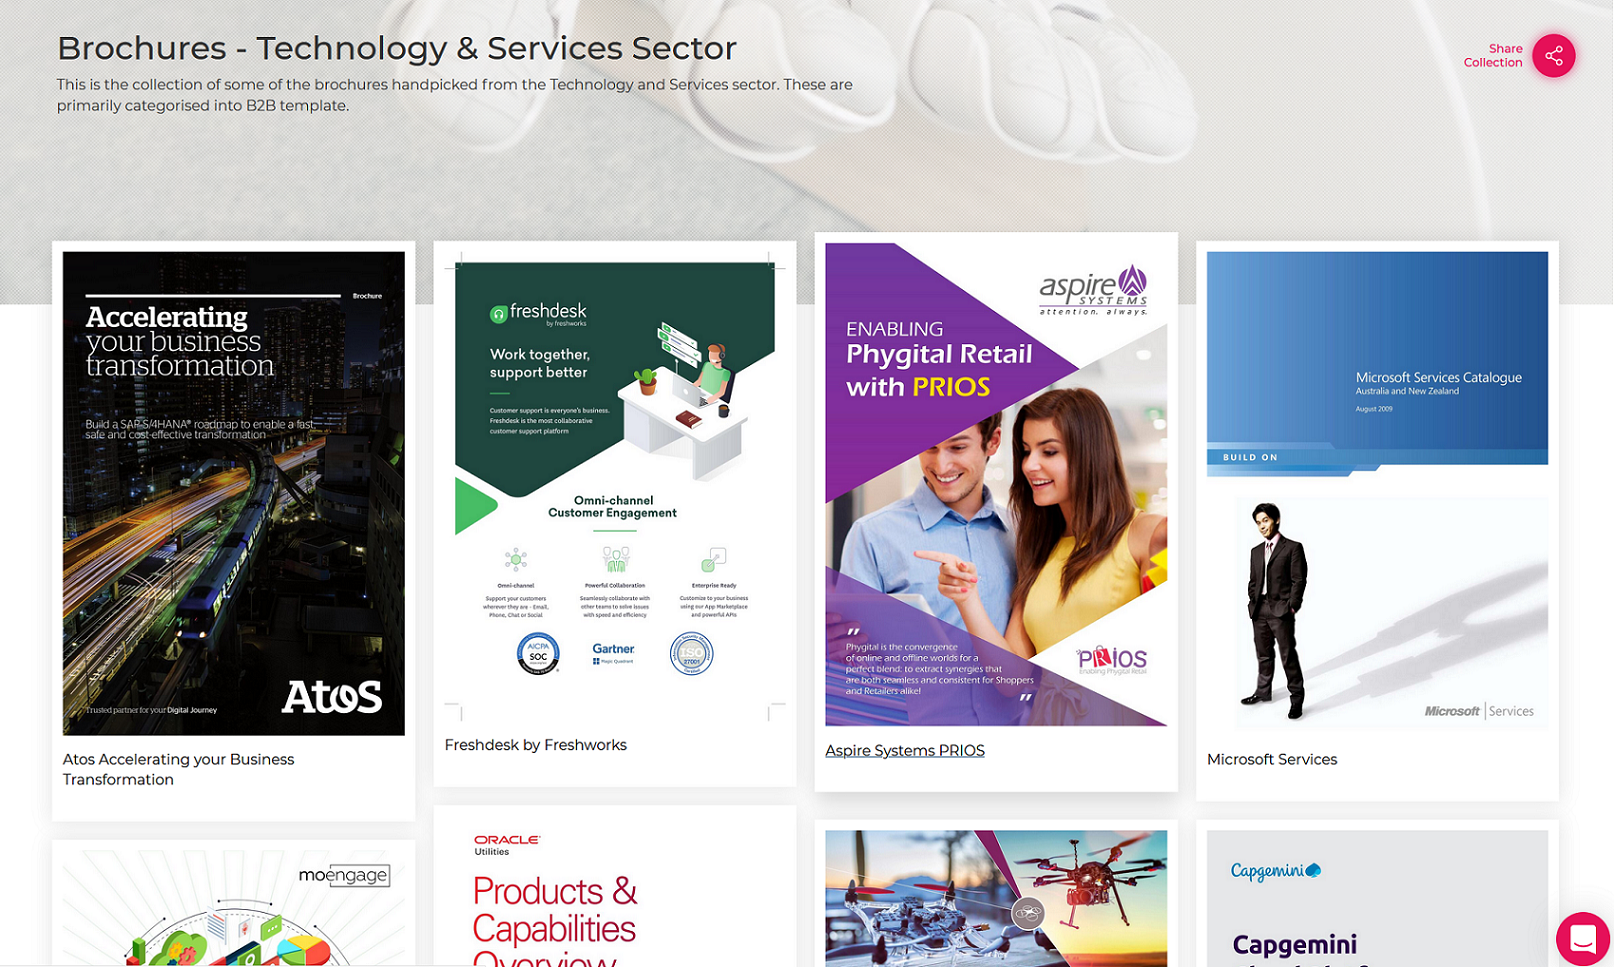 Brochures - Technology & Services Sector
This is the collection of some of the brochures handpicked from the Technology and Services sector. These are
primarily categorised into B2B template.
Share
Collection
Brochure
Accelerating
your business
transformation
Build a SAP S/4HANA® roadmap to enable a fast,
safe and cost-effective transformation
Trusted partner for your Digital Journey
Atos
Atos Accelerating your Business
Transformation
freshdesk
by freshworks
Work together,
support better
Customer support is everyone's business.
Freshdesk is the most collaborative
customer support platform
Omni-channel
Customer Engagement
Omni-channel
Support your customers
wherever they are - Email,
Phone, Chat or Social
Powerful Collaboration
Seamlessly collaborate with
other teams to solve issues
with speed and efficiency
Enterprise Ready
Customize to your business
using our App Marketplace
and powerful APIs
AICPA
SOC
Gartner
Magic Quadrant
ISO
27001
Freshdesk by Freshworks
aspire
SYSTEMS
attention. always.
ENABLING
Phygital Retail
with PRIOS
"
Phygital is the convergence
of online and offline worlds for a
perfect blend: to extract synergies that
are both seamless and consistent for Shoppers
and Retailers alike!
"
PRIOS
Enabling Phygital Retail
Aspire Systems PRIOS
Microsoft Services Catalogue
Australia and New Zealand
August 2009
BUILD ON
Microsoft Services
Microsoft Services
moengage
ORACLE
Utilities
Products &
Capabilities
Overview
Capgemini
Capgemini